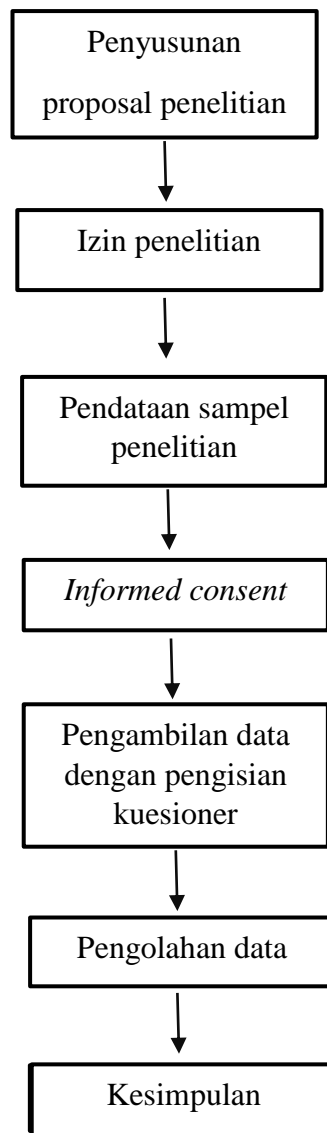 Penyusunan
proposal penelitian
Izin penelitian
Pendataan sampel
penelitian
Informed consent
Pengambilan data
dengan pengisian
kuesioner
Pengolahan data
Kesimpulan